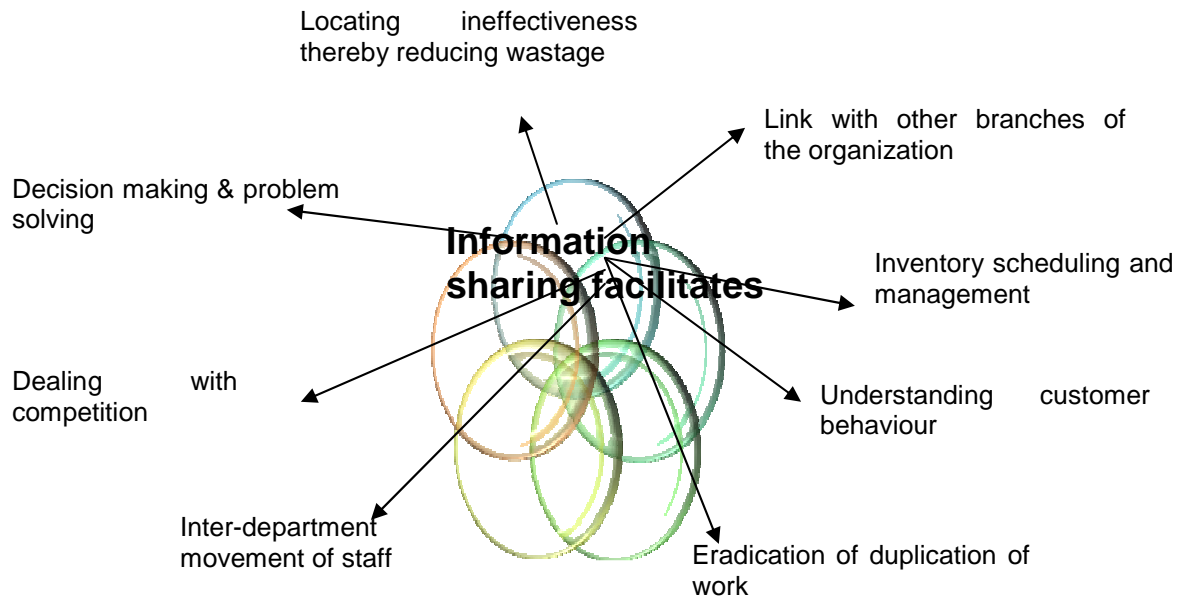 Locating ineffectiveness
thereby reducing wastage
Link with other branches of
the organization
Decision making & problem
solving
Information
sharing facilitates
Inventory scheduling and
management
Dealing with
competition
Understanding customer
behaviour
Inter-department
movement of staff
Eradication of duplication of
work